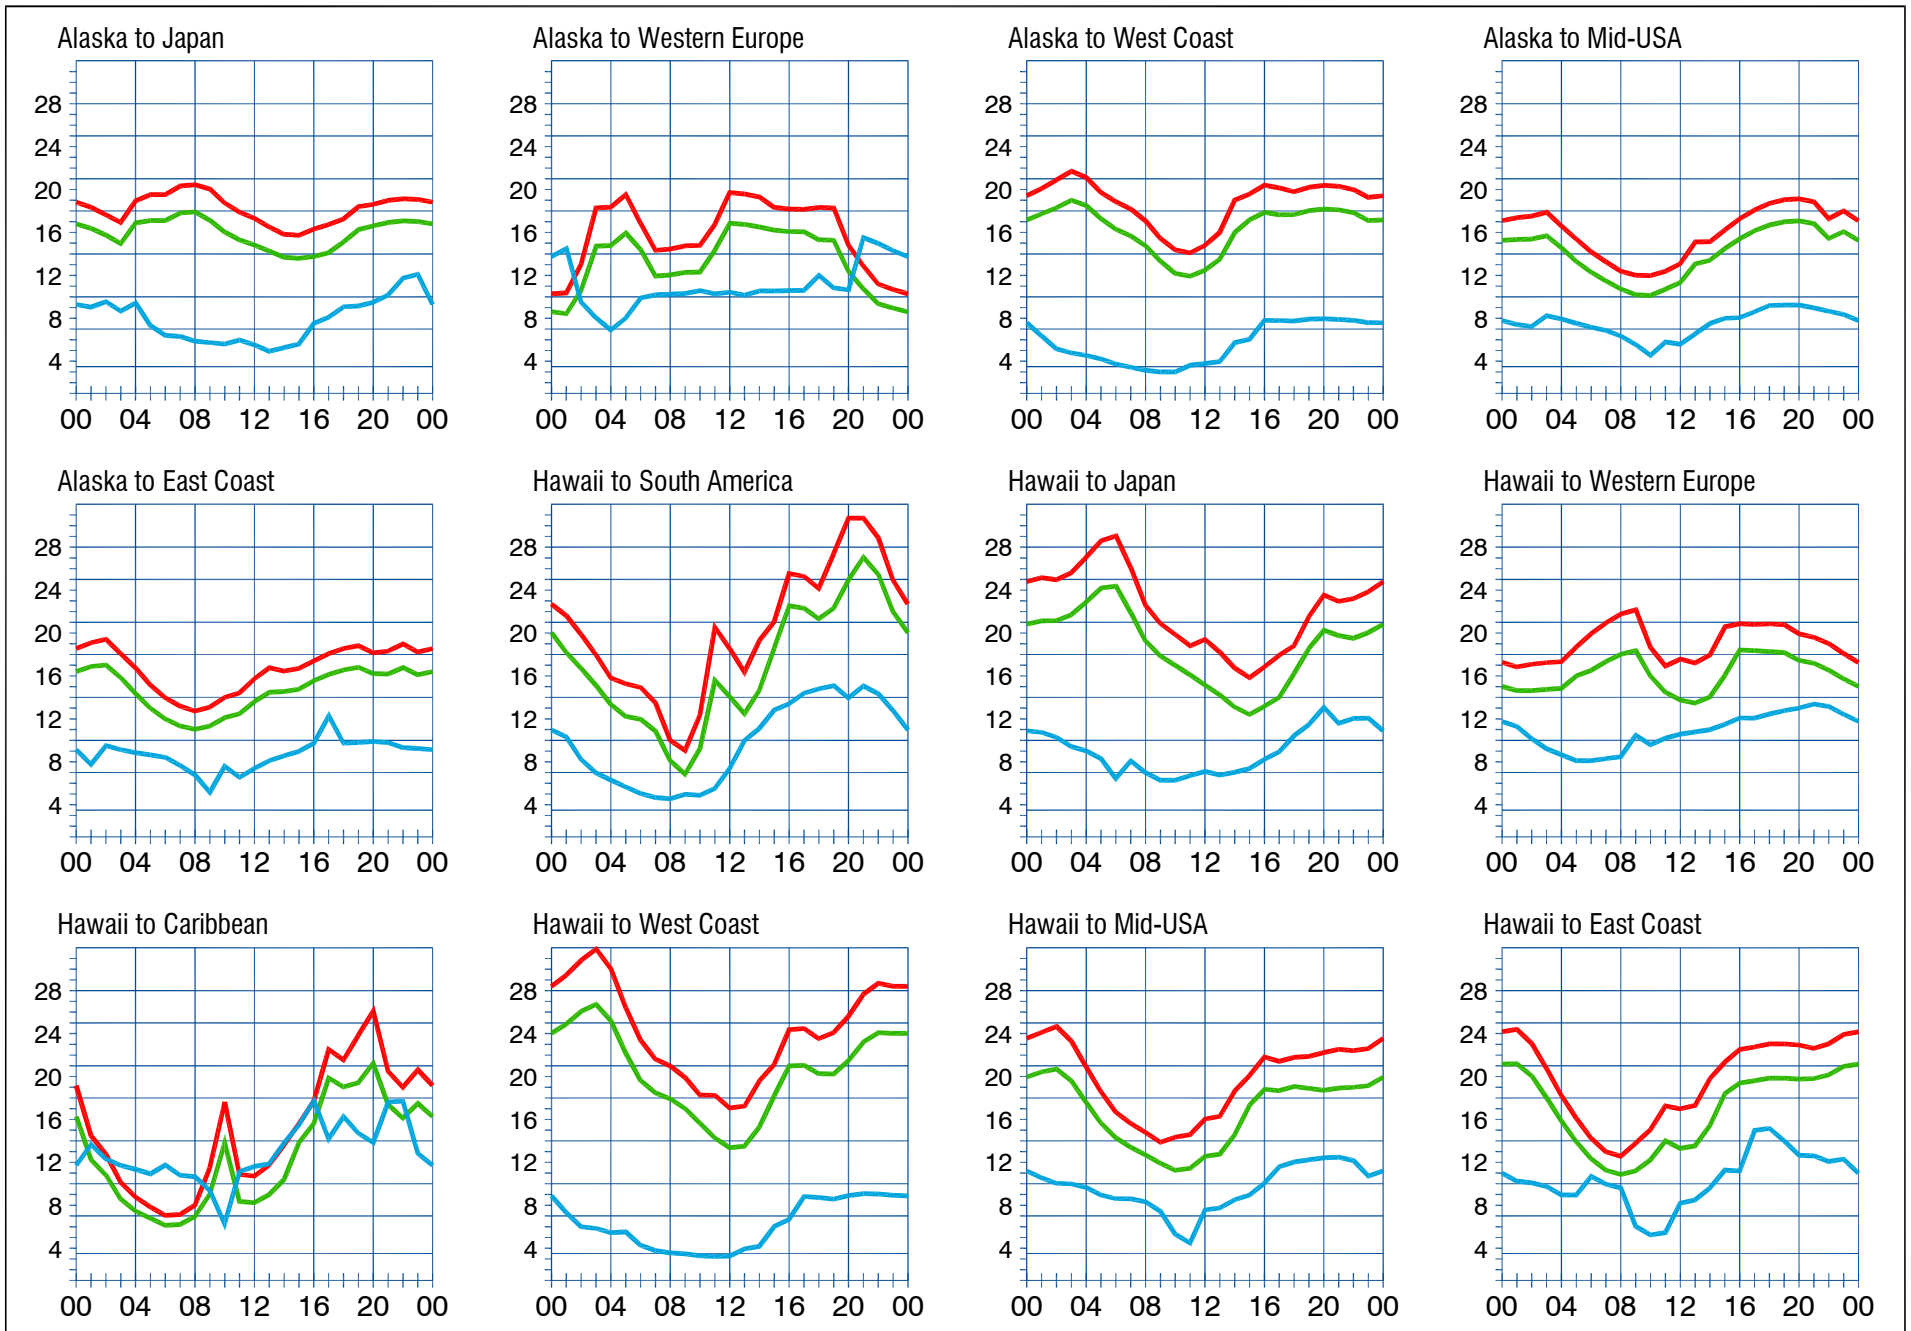 Alaska to Japan
Alaska to Western Europe
Alaska to West Coast
Alaska to Mid-USA
28 28 28 28
24 24 24 24
20 20 20 20
16 16 16 16
12 12 12 12
8 8 8 8
4 4 4 4
00 04 08 12 16 20 00 00 04 08 12 16 20 00 00 04 08 12 16 20 00 00 04 08 12 16 20 00
Alaska to East Coast
Hawaii to South America
Hawaii to Japan
Hawaii to Western Europe
28 28 28 28
24 24 24 24
20 20 20 20
16 16 16 16
12 12 12 12
8 8 8 8
4 4 4 4
00 04 08 12 16 20 00 00 04 08 12 16 20 00 00 04 08 12 16 20 00 00 04 08 12 16 20 00
Hawaii to Caribbean
Hawaii to West Coast
Hawaii to Mid-USA
Hawaii to East Coast
28 28 28 28
24 24 24 24
20 20 20 20
16 16 16 16
12 12 12 12
8 8 8 8
4 4 4 4
00 04 08 12 16 20 00 00 04 08 12 16 20 00 00 04 08 12 16 20 00 00 04 08 12 16 20 00